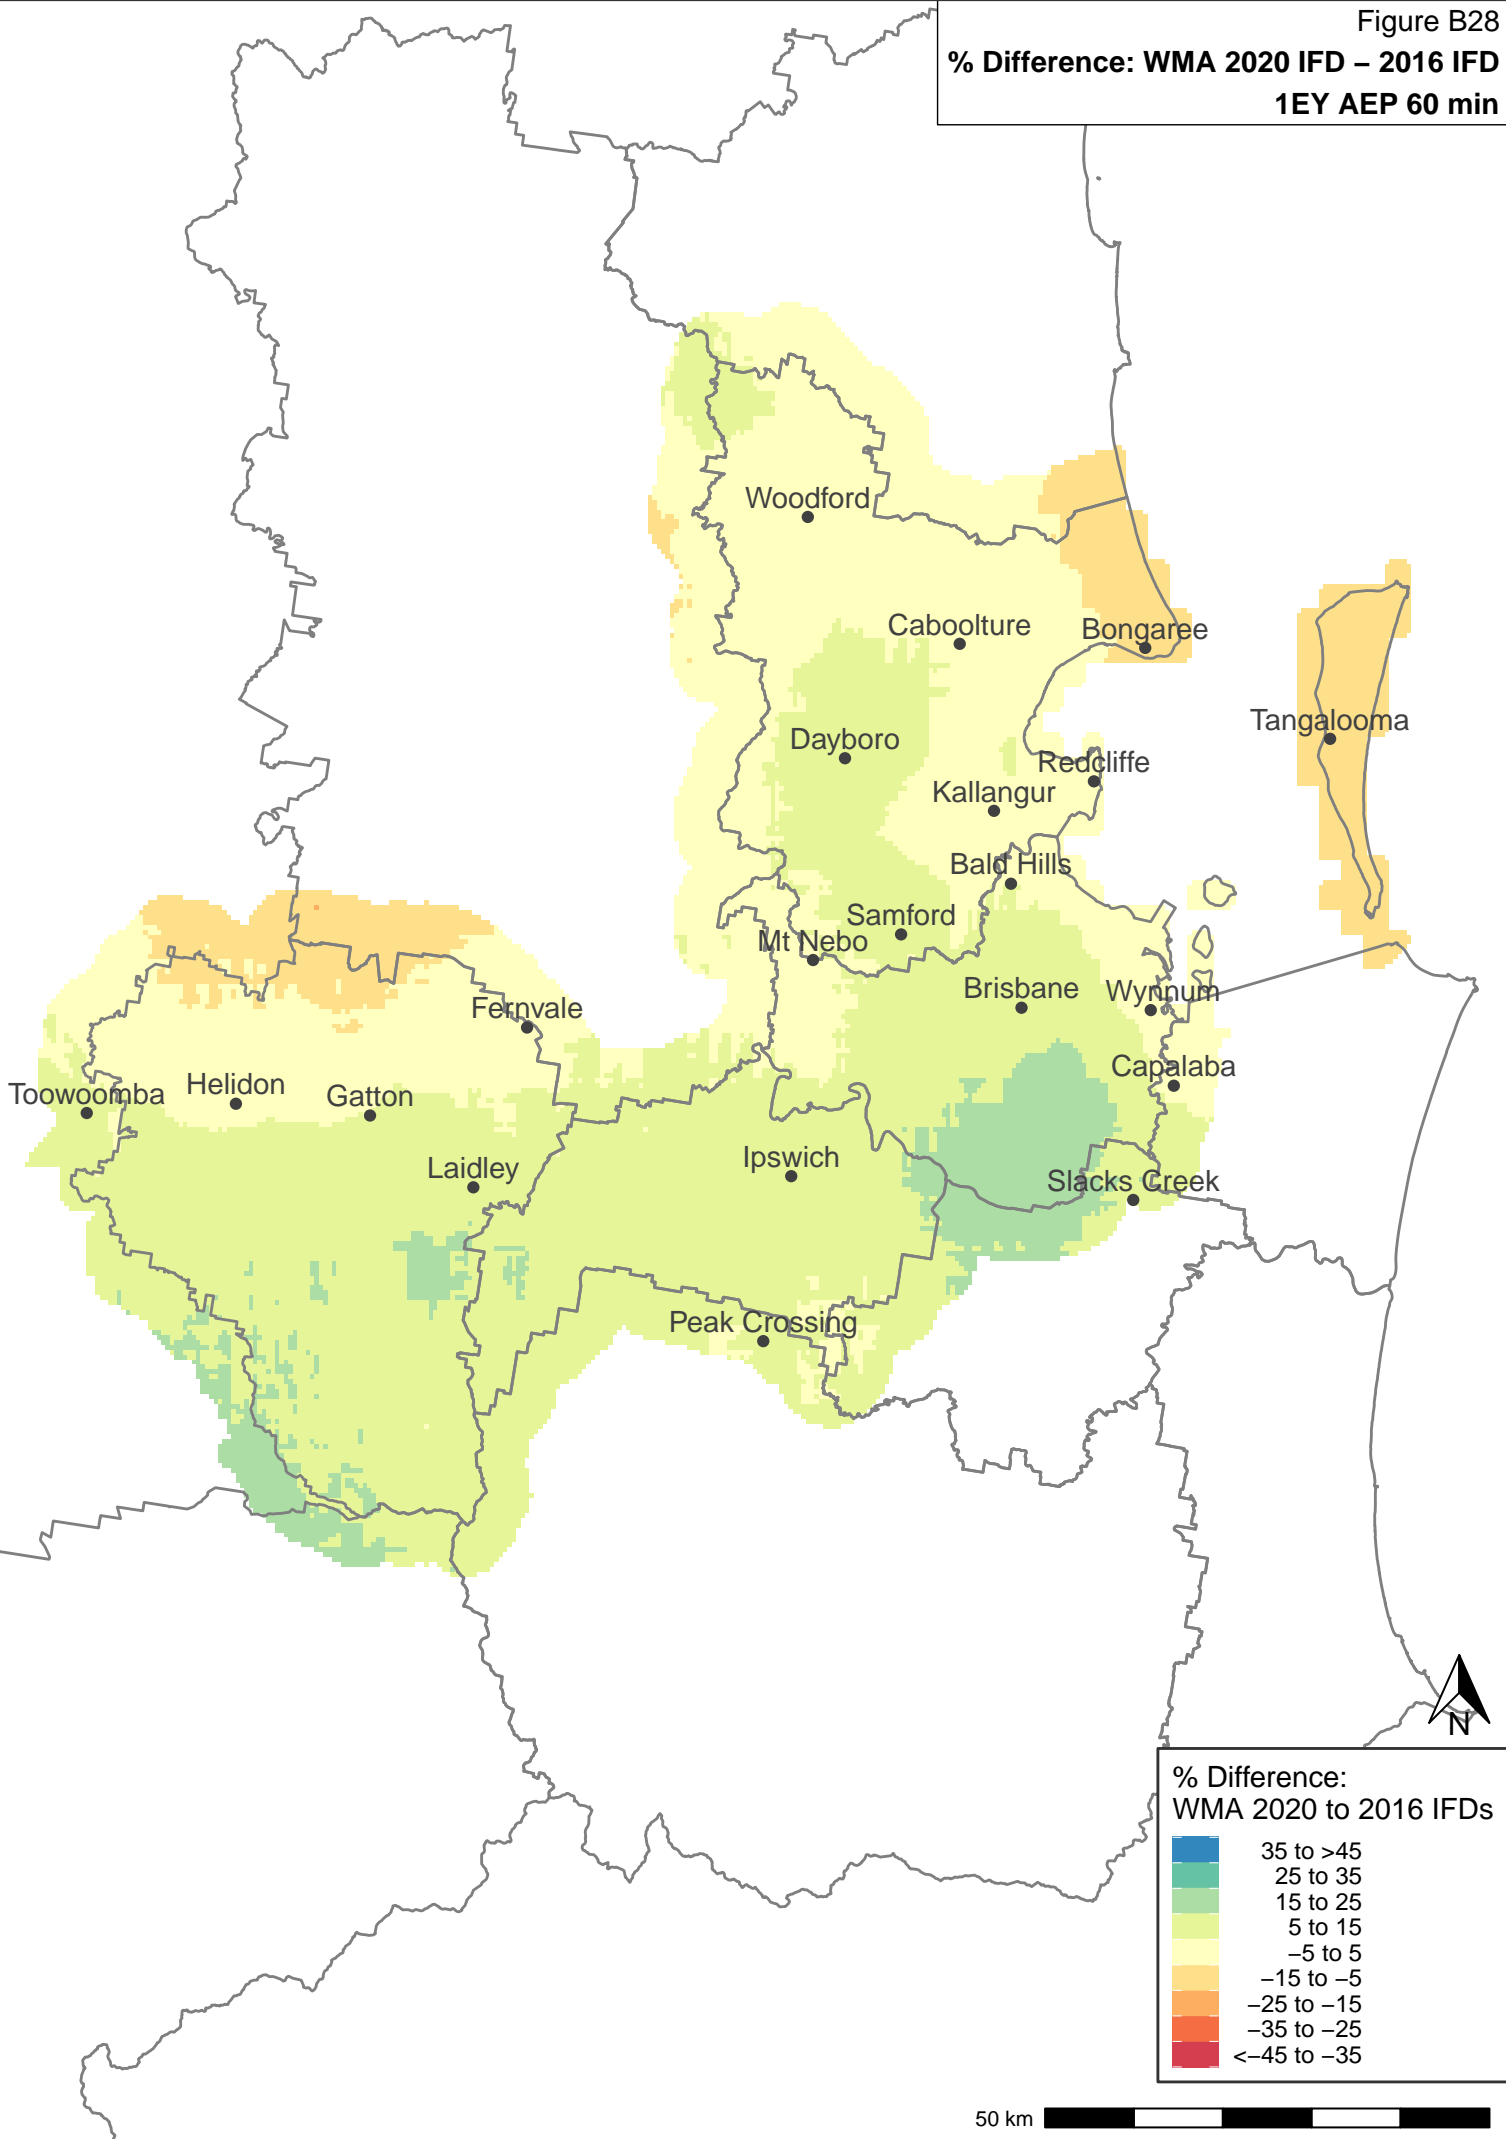 Figure B28
% Difference: WMA 2020 IFD – 2016 IFD
1EY AEP 60 min
Woodford
Caboolture
Bongaree
Tangalooma
Dayboro
Redcliffe
Kallangur
Bald Hills
Samford
Mt Nebo
Brisbane
Wynnum
Fernvale
Capalaba
Toowoomba
Helidon
Gatton
Ipswich
Laidley
Slacks Creek
Peak Crossing
N
% Difference:
WMA 2020 to 2016 IFDs
35 to >45
25 to 35
15 to 25
5 to 15
−5 to 5
−15 to −5
−25 to −15
−35 to −25
<−45 to −35
50 km